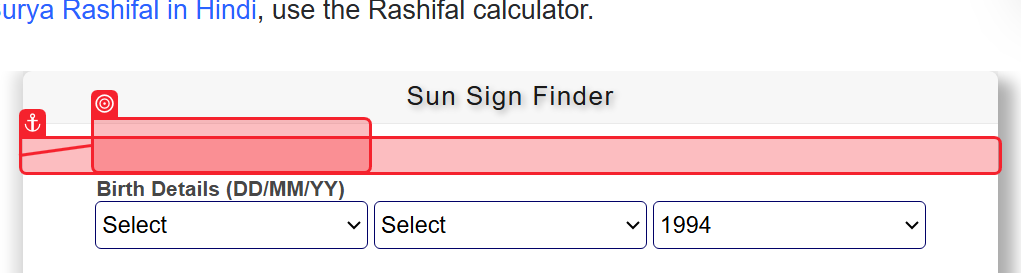 urya Rashifal in Hindi, use the Rashifal calculator.
Sun Sign Finder
Birth Details (DD/MM/YY)
Select Select 1994